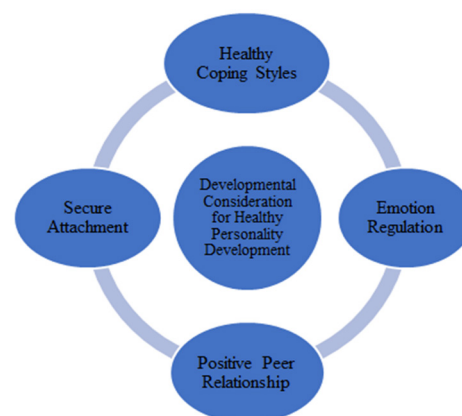 Healthy
Coping Styles
Developmental
Consideration
for Healthy
Personality
Development
Secure
Attachment
Emotion
Regulation
Positive Peer
Relationship